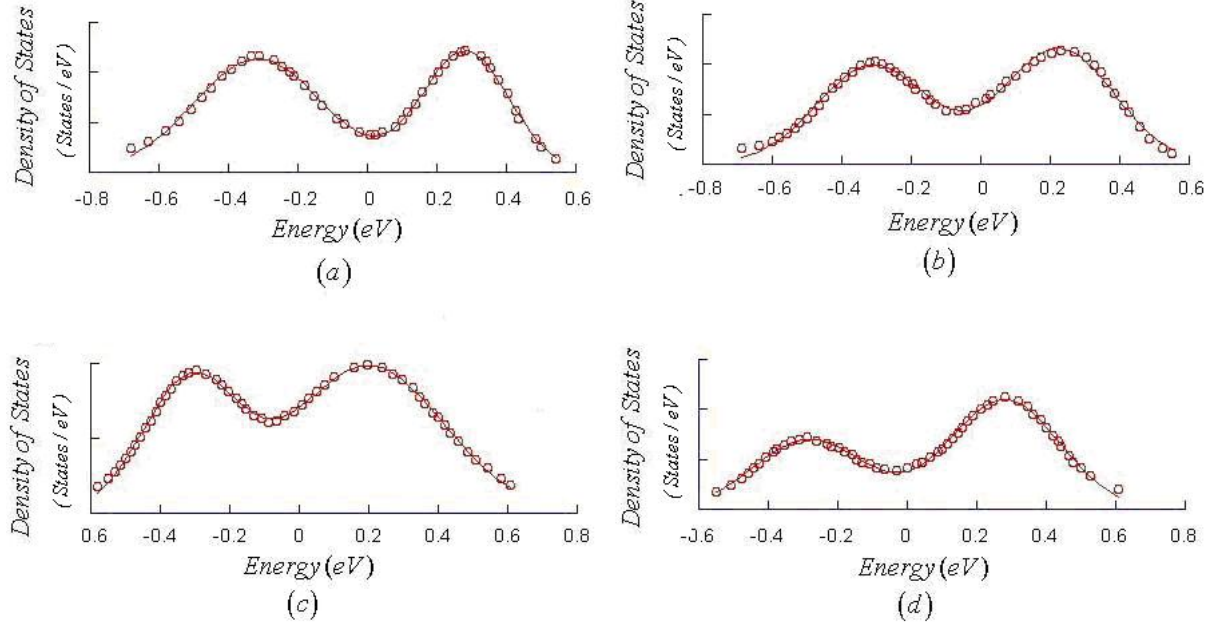 Density of States
(States / eV)
-0.8 -0.6 -0.4 -0.2 0 0.2 0.4 0.6
Energy (eV)
(a)
Density of States
(States / eV)
-0.8 -0.6 -0.4 -0.2 0 0.2 0.4 0.6
Energy (eV)
(b)
Density of States
(States / eV)
0.6 -0.4 -0.2 0 0.2 0.4 0.6 0.8
Energy (eV)
(c)
Density of States
(States / eV)
-0.6 -0.4 -0.2 0 0.2 0.4 0.6 0.8
Energy (eV)
(d)